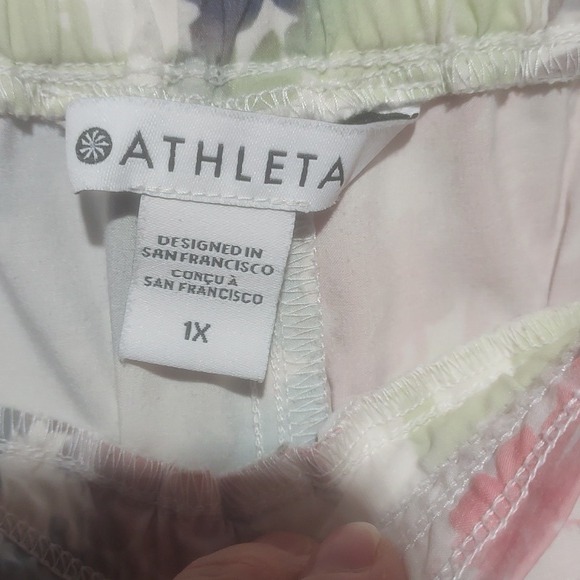 ATHLETA
DESIGNED IN
SAN FRANCISCO
CONÇU À
SAN FRANCISCO
1X